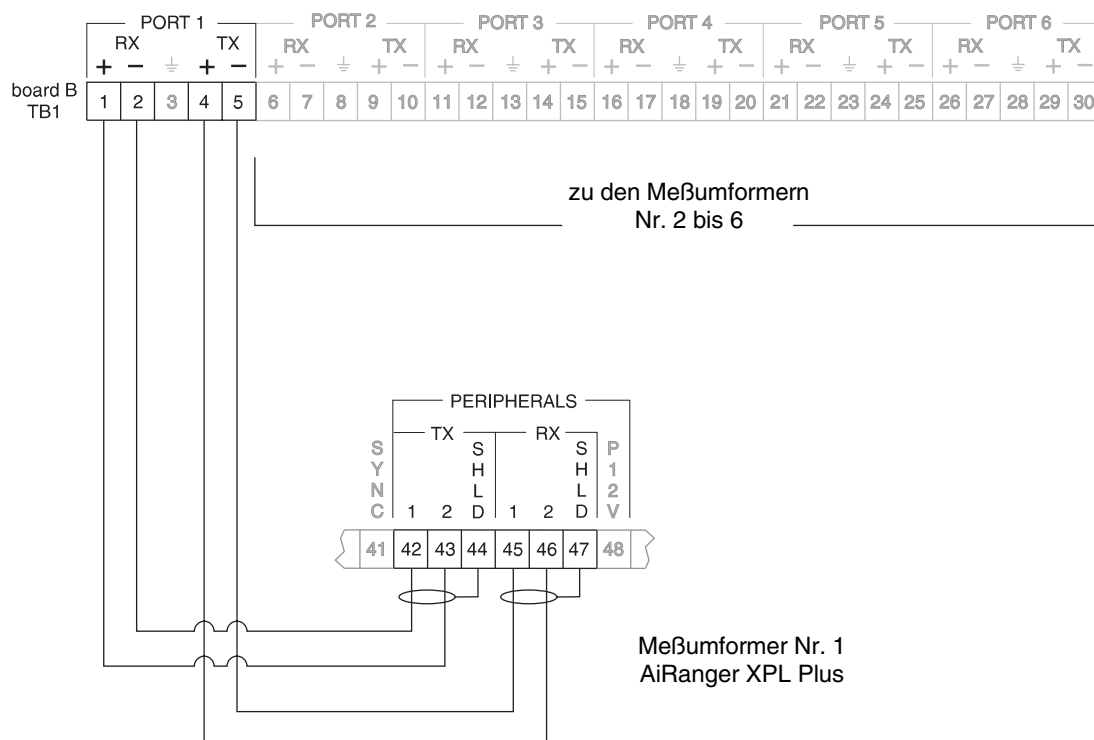 PORT 1 PORT 2 PORT 3 PORT 4 PORT 5 PORT 6
RX TX RX TX RX TX RX TX RX TX RX TX
+ − ⏚ + − + − ⏚ + − + − ⏚ + − + − ⏚ + − + − ⏚ + − + − ⏚ + −
board B
TB1
1 2 3 4 5 6 7 8 9 10 11 12 13 14 15 16 17 18 19 20 21 22 23 24 25 26 27 28 29 30
zu den Meßumformern
Nr. 2 bis 6
PERIPHERALS
TX RX
SYNC 1 2 SHLD 1 2 SHLD P12V
41 42 43 44 45 46 47 48
Meßumformer Nr. 1
AiRanger XPL Plus